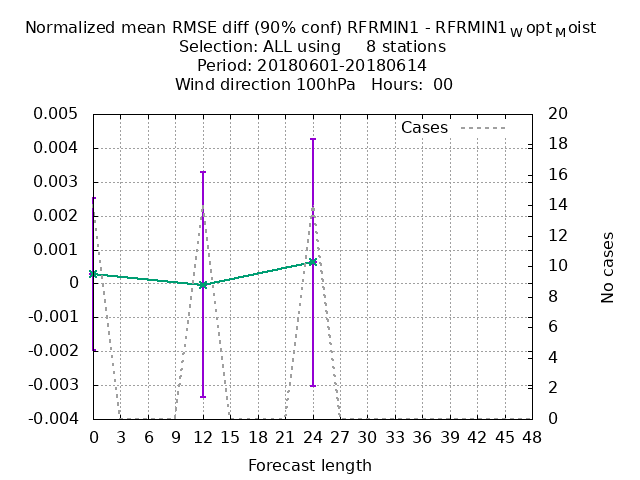 Normalized mean RMSE diff (90% conf) RFRMIN1 - RFRMIN1WoptMoist
Selection: ALL using     8 stations
Period: 20180601-20180614
Wind direction 100hPa   Hours:  00
Cases
0.005
0.004
0.003
0.002
0.001
0
-0.001
-0.002
-0.003
-0.004
20
18
16
14
12
10
8
6
4
2
0
No cases
0 3 6 9 12 15 18 21 24 27 30 33 36 39 42 45 48
Forecast length